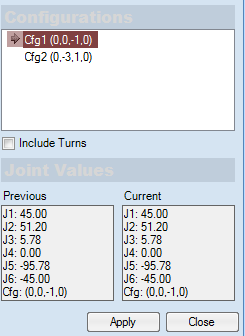 Configurations
Cfg1 (0,0,-1,0)
Cfg2 (0,-3,1,0)
Include Turns
Joint Values
Previous
J1: 45.00
J2: 51.20
J3: 5.78
J4: 0.00
J5: -95.78
J6: -45.00
Cfg: (0,0,-1,0)
Current
J1: 45.00
J2: 51.20
J3: 5.78
J4: 0.00
J5: -95.78
J6: -45.00
Cfg: (0,0,-1,0)
Apply
Close